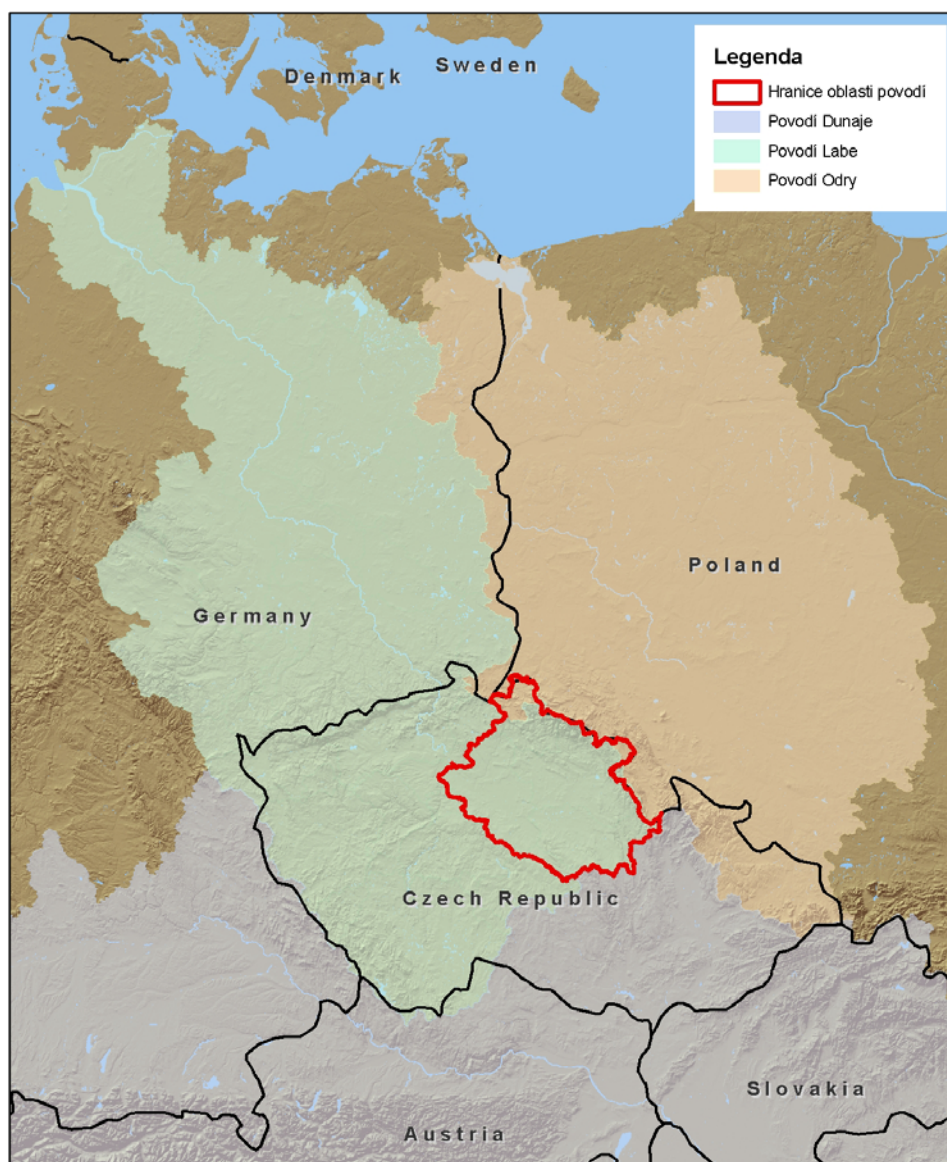 Denmark
Sweden
Legenda
Hranice oblasti povodí
Povodí Dunaje
Povodí Labe
Povodí Odry
Poland
Germany
Czech Republic
Slovakia
Austria